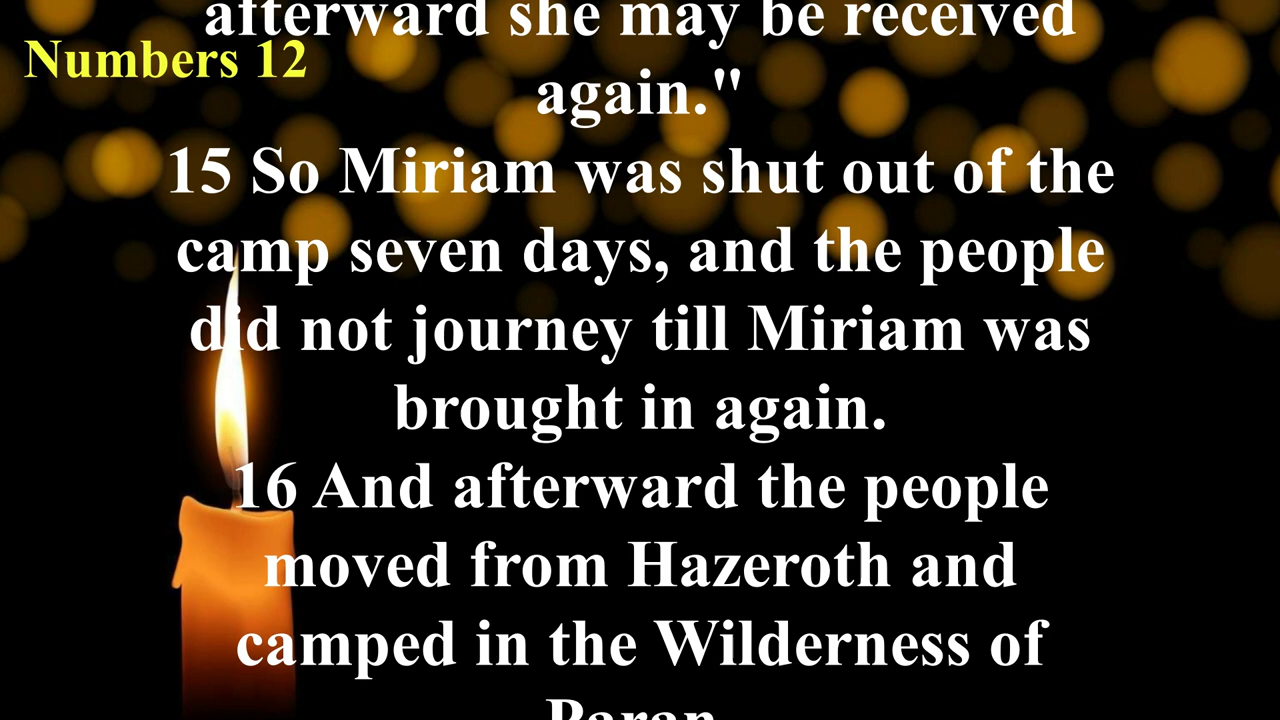 afterward she may be received
Numbers 12
again."
15 So Miriam was shut out of the
camp seven days, and the people
did not journey till Miriam was
brought in again.
16 And afterward the people
moved from Hazeroth and
camped in the Wilderness of
Paran